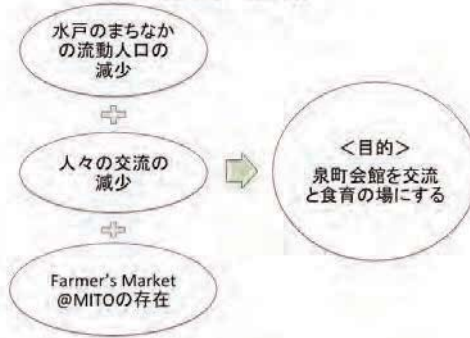 水戸のまちなか
の流動人口の
減少
人々の交流の
減少
Farmer's Market
@MITOの存在
＜目的＞
泉町会館を交流
と食育の場にする